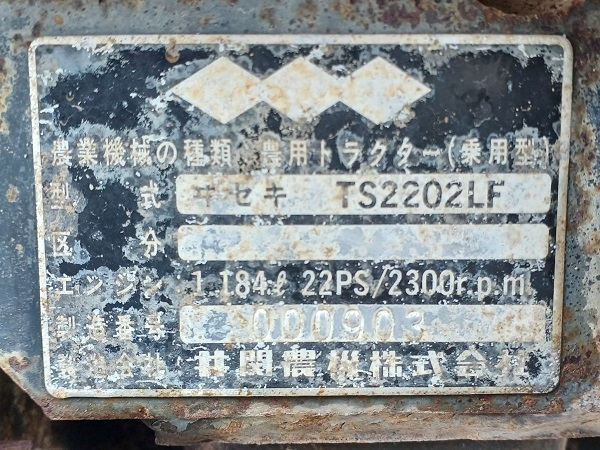 農業機械の種類 農用トラクター(乗用型)
型式 ヰセキ TS2202LF
区分
エンジン 1.184ℓ 22PS/2300r.p.m.
製造番号 000903
製造会社 井関農機株式会社